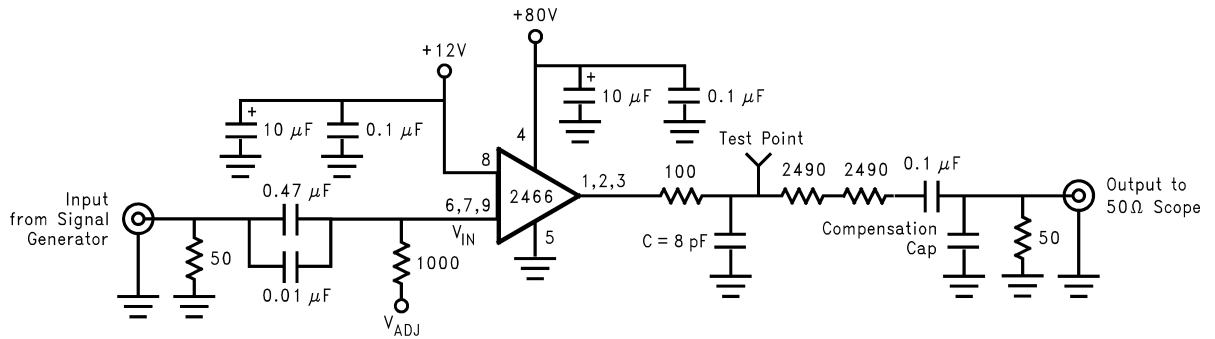 +80V
+12V
+
10 μF
0.1 μF
+
10 μF
0.1 μF
4
8
2466
1,2,3
6,7,9
V_IN
5
Test Point
100
2490
2490
0.1 μF
C = 8 pF
Compensation
Cap
50
Output to
50Ω Scope
Input
from Signal
Generator
50
0.47 μF
0.01 μF
1000
V_ADJ